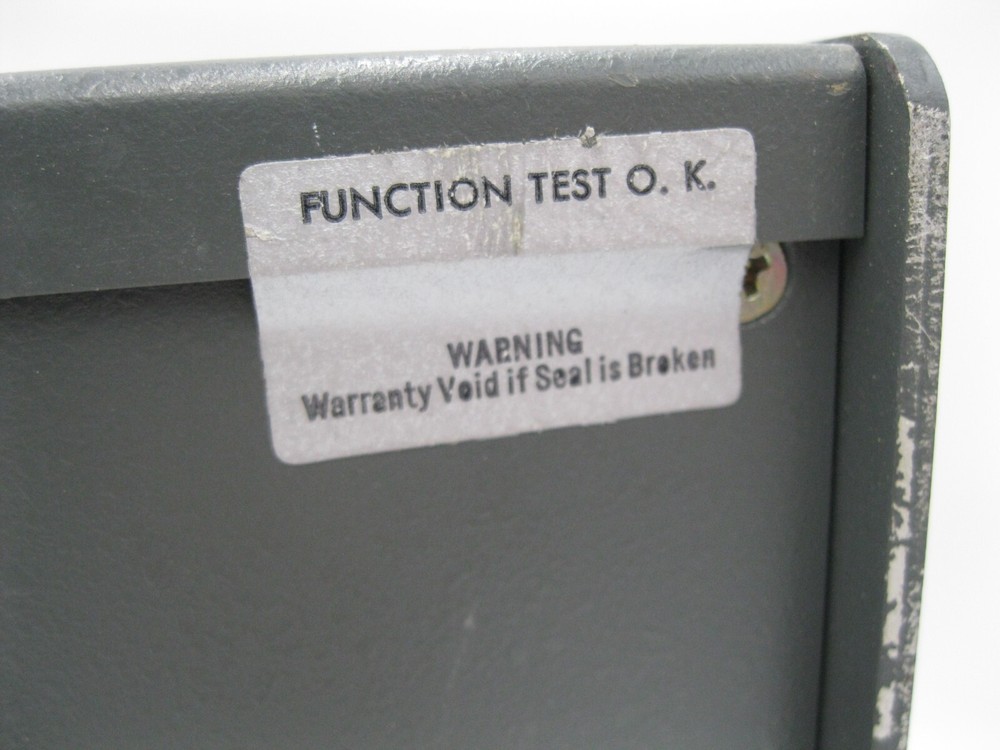 FUNCTION TEST O. K.
WARNING
Warranty Void if Seal is Broken